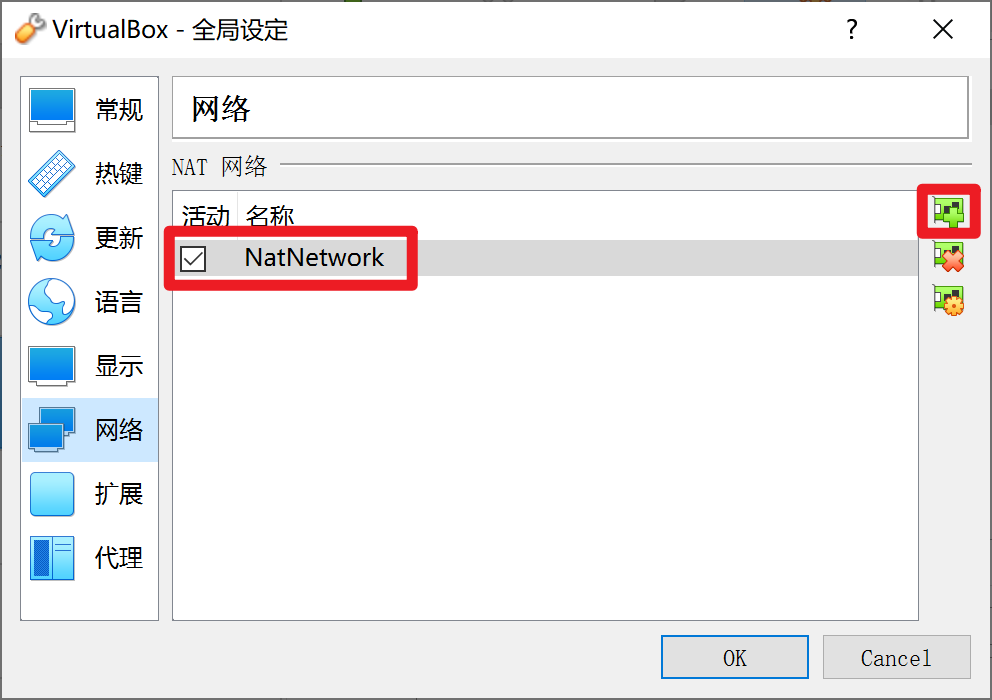 VirtualBox - 全局设定
?
常规
热键
更新
语言
显示
网络
扩展
代理
网络
NAT 网络
活动 名称
NatNetwork
OK Cancel